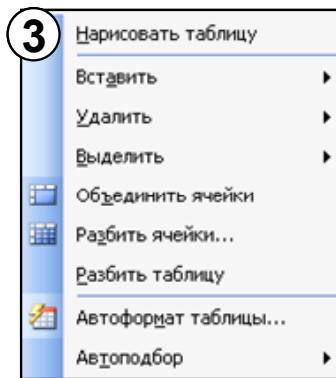 3
Нарисовать таблицу
Вставить
Удалить
Выделить
Объединить ячейки
Разбить ячейки...
Разбить таблицу
Автоформат таблицы...
Автоподбор